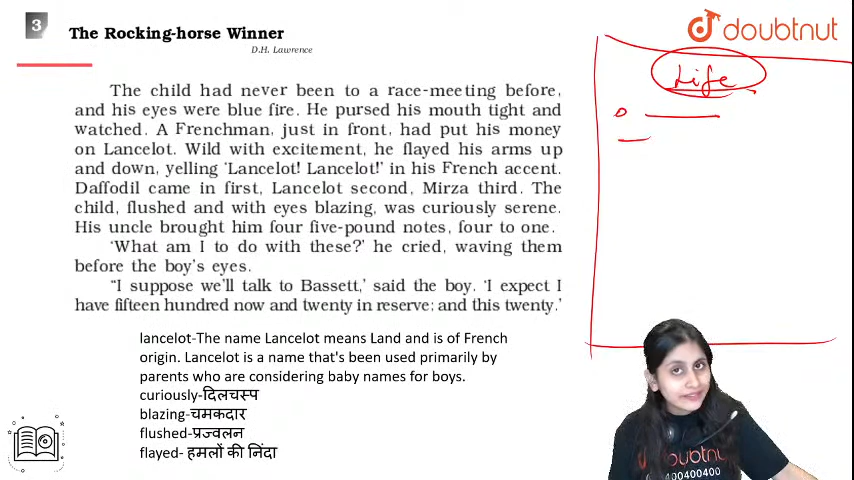 3
The Rocking-horse Winner
D.H. Lawrence
doubtnut
Life
The child had never been to a race-meeting before,
and his eyes were blue fire. He pursed his mouth tight and
watched. A Frenchman, just in front, had put his money
on Lancelot. Wild with excitement, he flayed his arms up
and down, yelling ‘Lancelot! Lancelot!’ in his French accent.
Daffodil came in first, Lancelot second, Mirza third. The
child, flushed and with eyes blazing, was curiously serene.
His uncle brought him four five-pound notes, four to one.
‘What am I to do with these?’ he cried, waving them
before the boy’s eyes.
“I suppose we’ll talk to Bassett,’ said the boy. ‘I expect I
have fifteen hundred now and twenty in reserve; and this twenty.’
lancelot-The name Lancelot means Land and is of French
origin. Lancelot is a name that's been used primarily by
parents who are considering baby names for boys.
curiously-दिलचस्प
blazing-चमकदार
flushed-प्रज्वलन
flayed- हमलों की निंदा
doubtnu
400400400